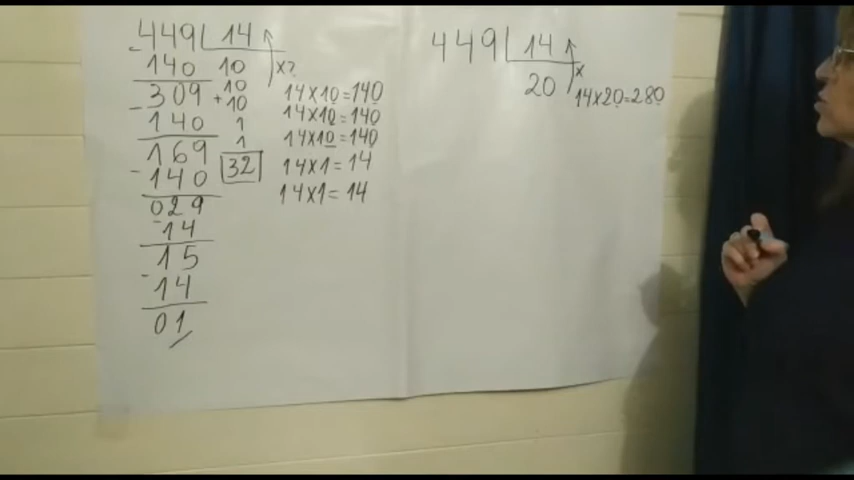 449 14
- 140 10 x?
309 10 14x10=140
- 140 +10 14x10=140
169 1 14x10=140
- 140 1 14x1=14
029 32 14x1=14
- 14
15
- 14
01
449 14
20 x 14x20=280